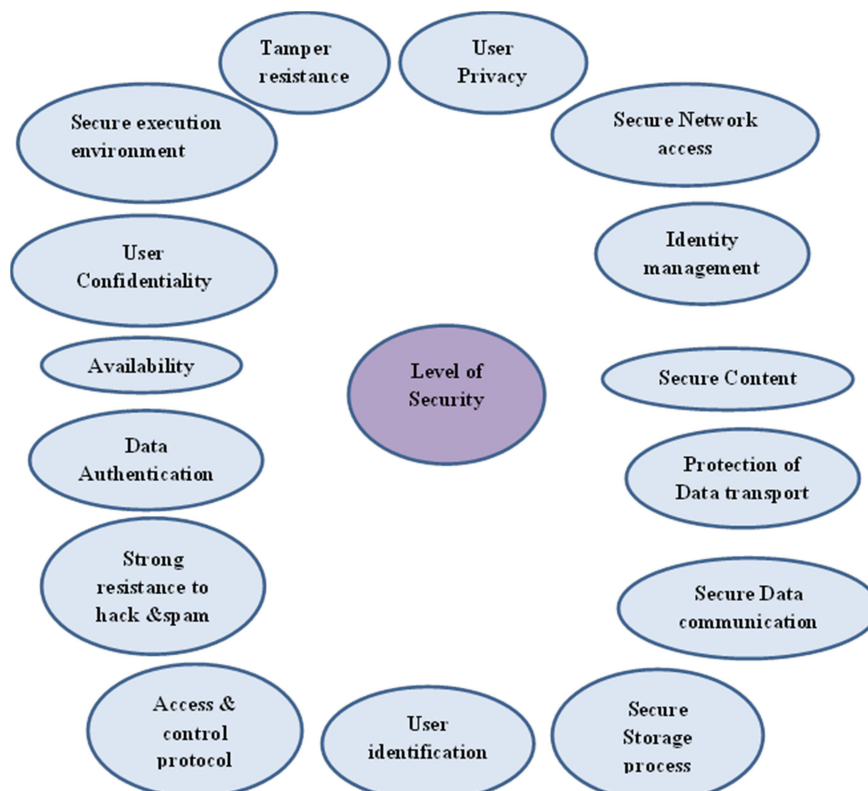 Tamper
resistance
User
Privacy
Secure execution
environment
Secure Network
access
User
Confidentiality
Identity
management
Availability
Level of
Security
Secure Content
Data
Authentication
Protection of
Data transport
Strong
resistance to
hack &spam
Secure Data
communication
Access &
control
protocol
User
identification
Secure
Storage
process